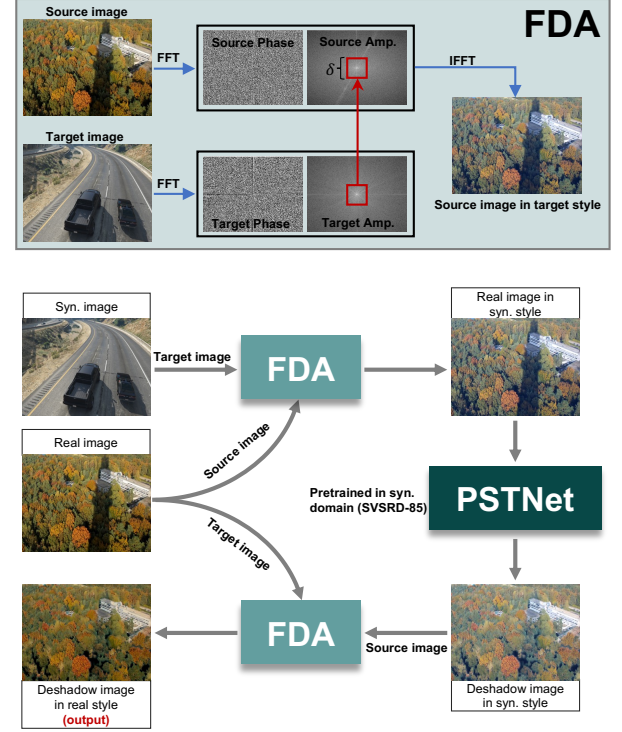 Source image
FDA
FFT
Source Phase
Source Amp.
δ
IFFT
Target image
FFT
Target Phase
Target Amp.
Source image in target style
Syn. image
Target image
FDA
Real image in
syn. style
Real image
Source image
Target image
Pretrained in syn.
domain (SVSRD-85)
PSTNet
FDA
Source image
Deshadow image
in real style
(output)
Deshadow image
in syn. style